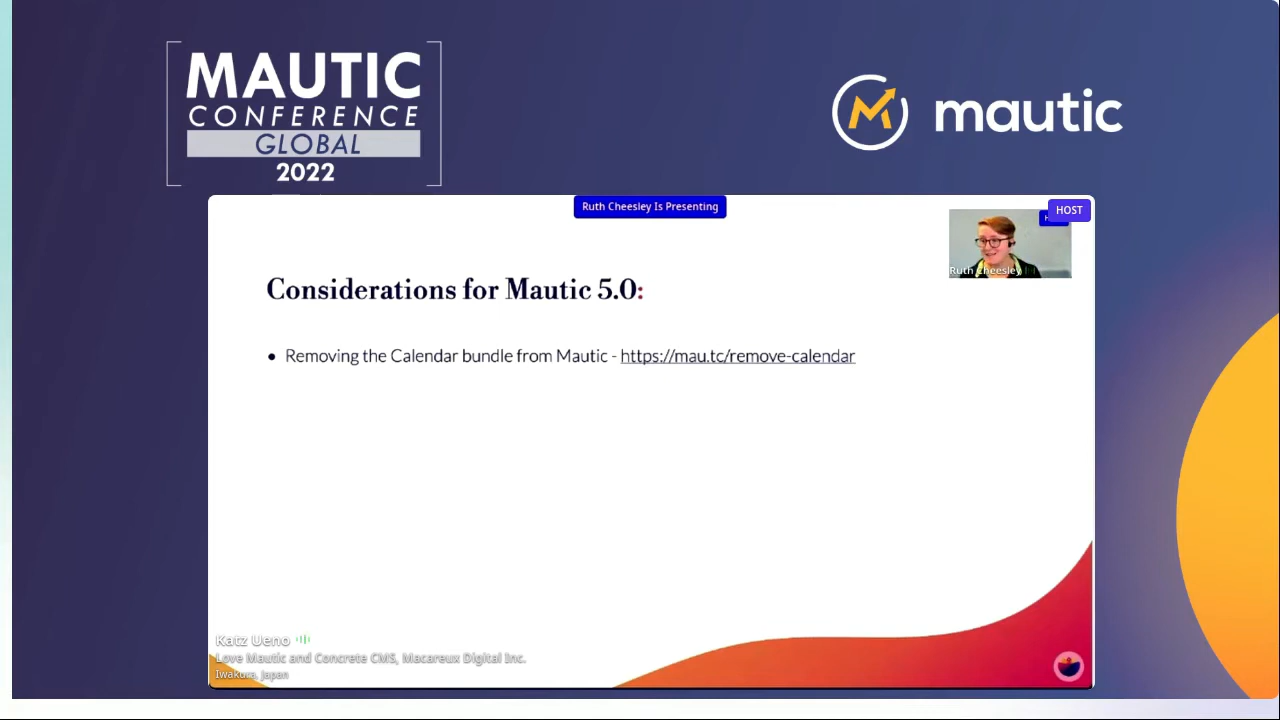 MAUTIC
CONFERENCE
GLOBAL
2022
mautic
Ruth Cheesley Is Presenting
HOST
Ruth Cheesley
Considerations for Mautic 5.0:
• Removing the Calendar bundle from Mautic - https://mau.tc/remove-calendar
Katz Ueno
Love Mautic and Concrete CMS, Macareux Digital Inc.
Iwakura, Japan